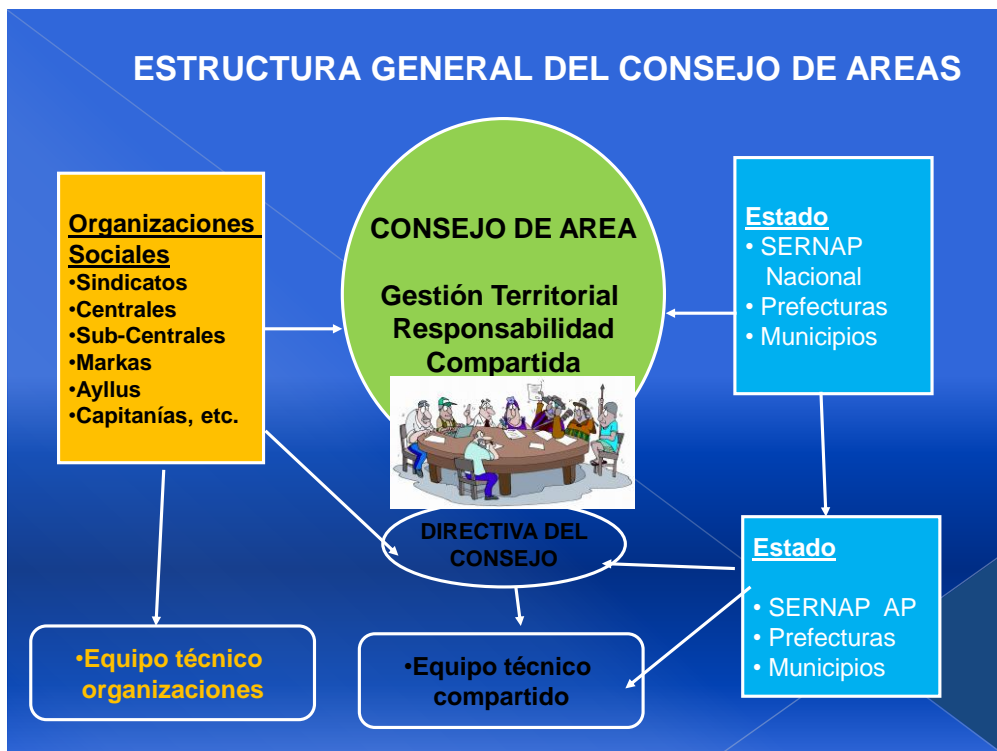 ESTRUCTURA GENERAL DEL CONSEJO DE AREAS
Organizaciones
Sociales
•Sindicatos
•Centrales
•Sub-Centrales
•Markas
•Ayllus
•Capitanías, etc.
CONSEJO DE AREA
Gestión Territorial
Responsabilidad
Compartida
Estado
• SERNAP
Nacional
• Prefecturas
• Municipios
DIRECTIVA DEL
CONSEJO
Estado
• SERNAP AP
• Prefecturas
• Municipios
•Equipo técnico
organizaciones
•Equipo técnico
compartido